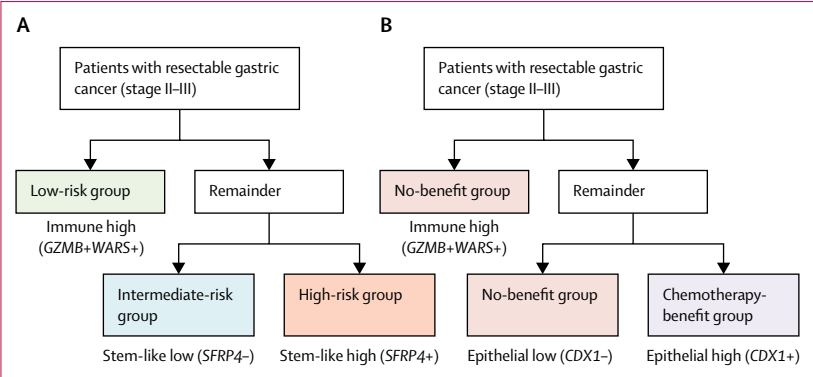 A
Patients with resectable gastric
cancer (stage II–III)
Low-risk group
Remainder
Immune high
(GZMB+WARS+)
Intermediate-risk
group
High-risk group
Stem-like low (SFRP4–)
Stem-like high (SFRP4+)
B
Patients with resectable gastric
cancer (stage II–III)
No-benefit group
Remainder
Immune high
(GZMB+WARS+)
No-benefit group
Chemotherapy-
benefit group
Epithelial low (CDX1–)
Epithelial high (CDX1+)